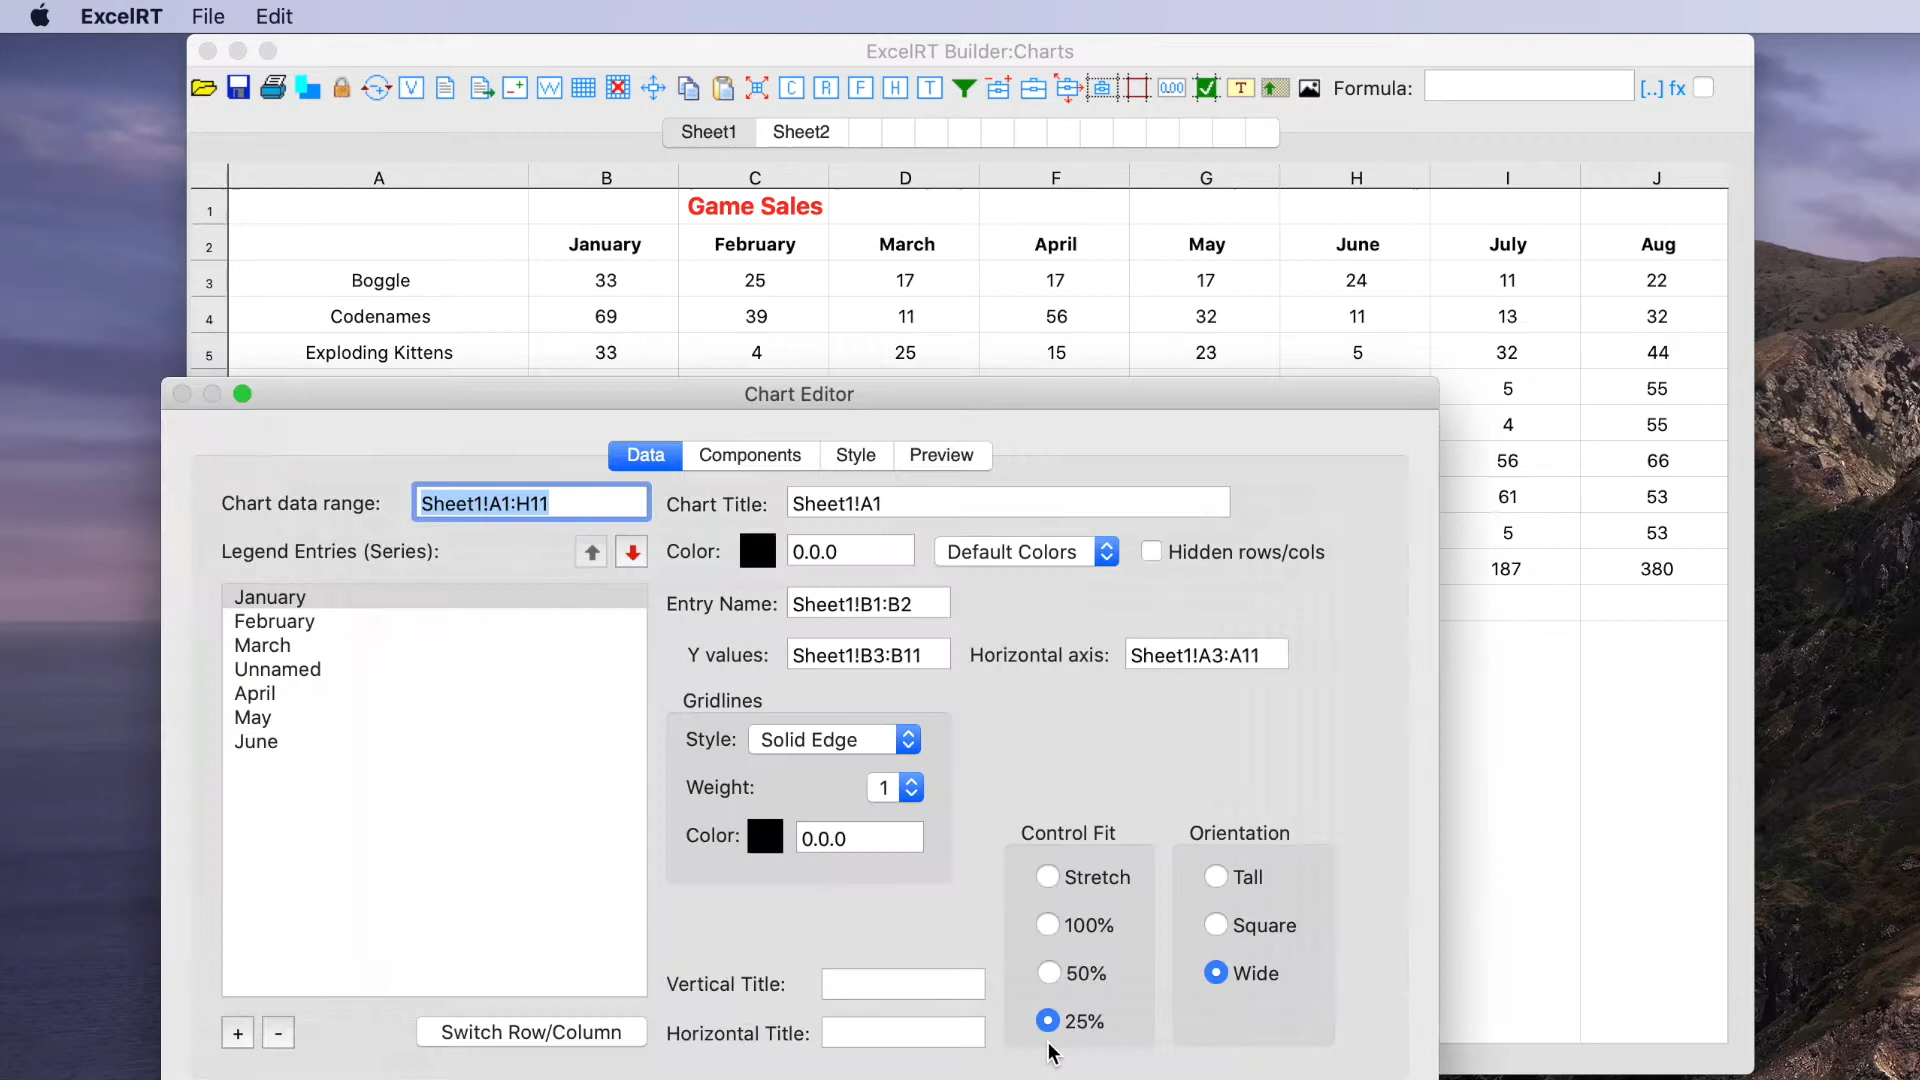 ExcelRT File Edit
ExcelRT Builder:Charts
V W C R F H T 0.00 T Formula: [..] fx
Sheet1 Sheet2
A B C D F G H I J
1 Game Sales
2 January February March April May June July Aug
3 Boggle 33 25 17 17 17 24 11 22
4 Codenames 69 39 11 56 32 11 13 32
5 Exploding Kittens 33 4 25 15 23 5 32 44
Chart Editor
5 55
4 55
56 66
61 53
5 53
187 380
Data Components Style Preview
Chart data range: Sheet1!A1:H11 Chart Title: Sheet1!A1
Legend Entries (Series): Color: 0.0.0 Default Colors Hidden rows/cols
January
February
March
Unnamed
April
May
June
Entry Name: Sheet1!B1:B2
Y values: Sheet1!B3:B11 Horizontal axis: Sheet1!A3:A11
Gridlines
Style: Solid Edge
Weight: 1
Color: 0.0.0
Control Fit Orientation
Stretch Tall
100% Square
50% Wide
25%
Vertical Title:
+ - Switch Row/Column Horizontal Title: